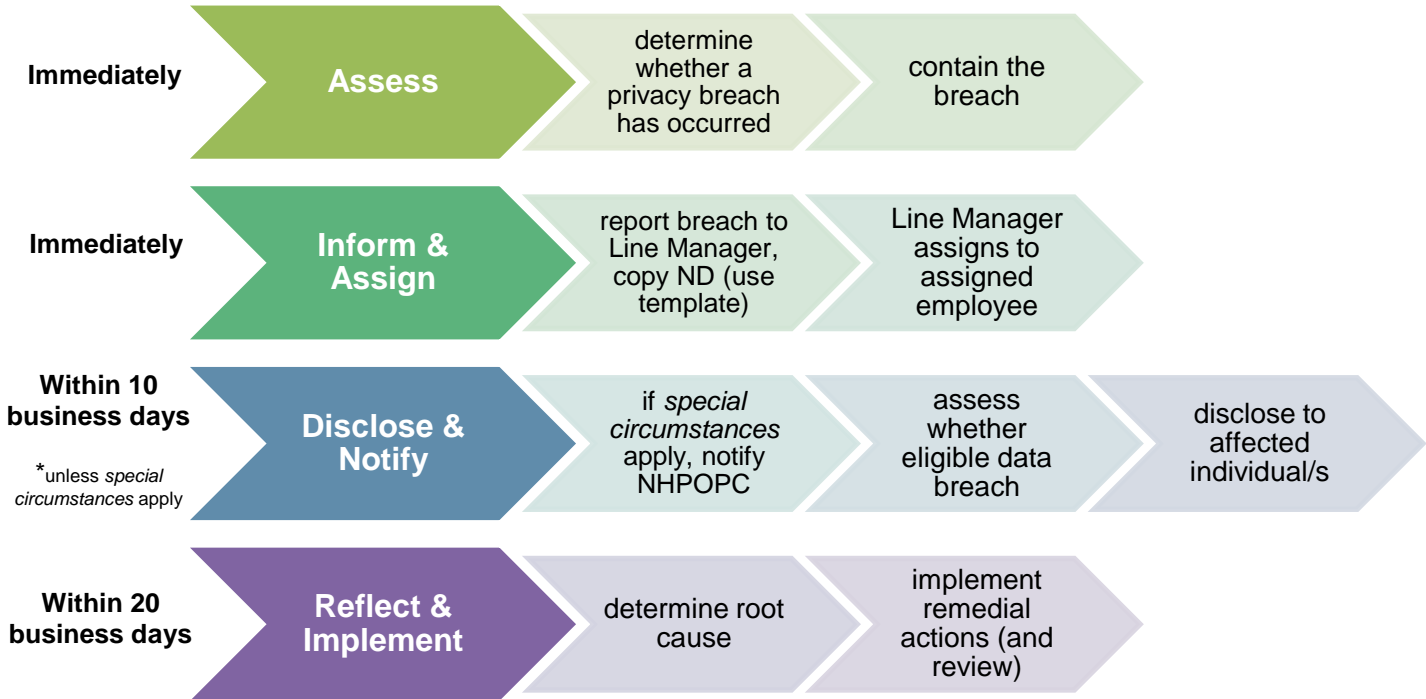 Immediately
Assess
determine
whether a
privacy breach
has occurred
contain the
breach
Immediately
Inform &
Assign
report breach to
Line Manager,
copy ND (use
template)
Line Manager
assigns to
assigned
employee
Within 10
business days
*unless special
circumstances apply
Disclose &
Notify
if special
circumstances
apply, notify
NHPOPC
assess
whether
eligible data
breach
disclose to
affected
individual/s
Within 20
business days
Reflect &
Implement
determine root
cause
implement
remedial
actions (and
review)